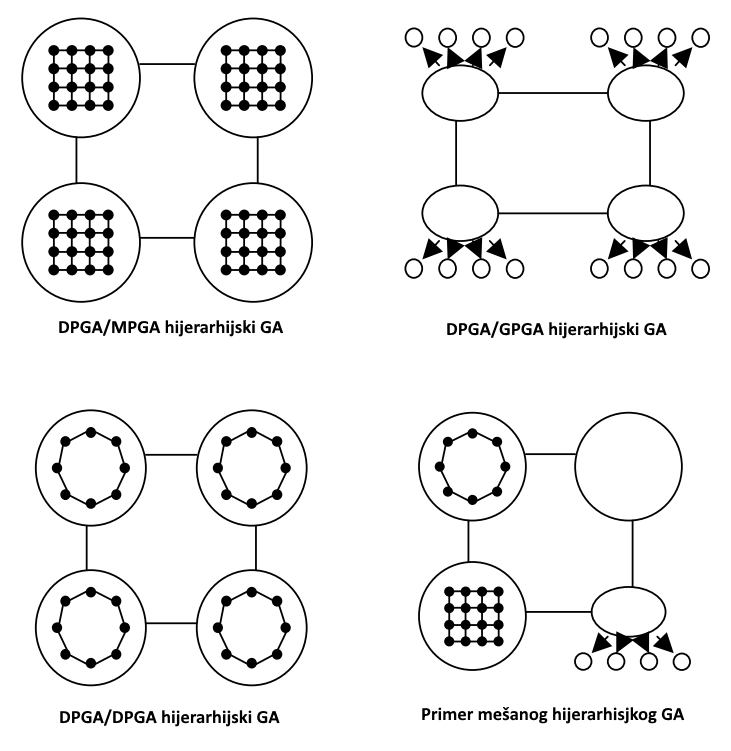 DPGA/MPGA hijerarhijski GA
DPGA/GPGA hijerarhijski GA
DPGA/DPGA hijerarhijski GA
Primer mešanog hijerarhisjkog GA